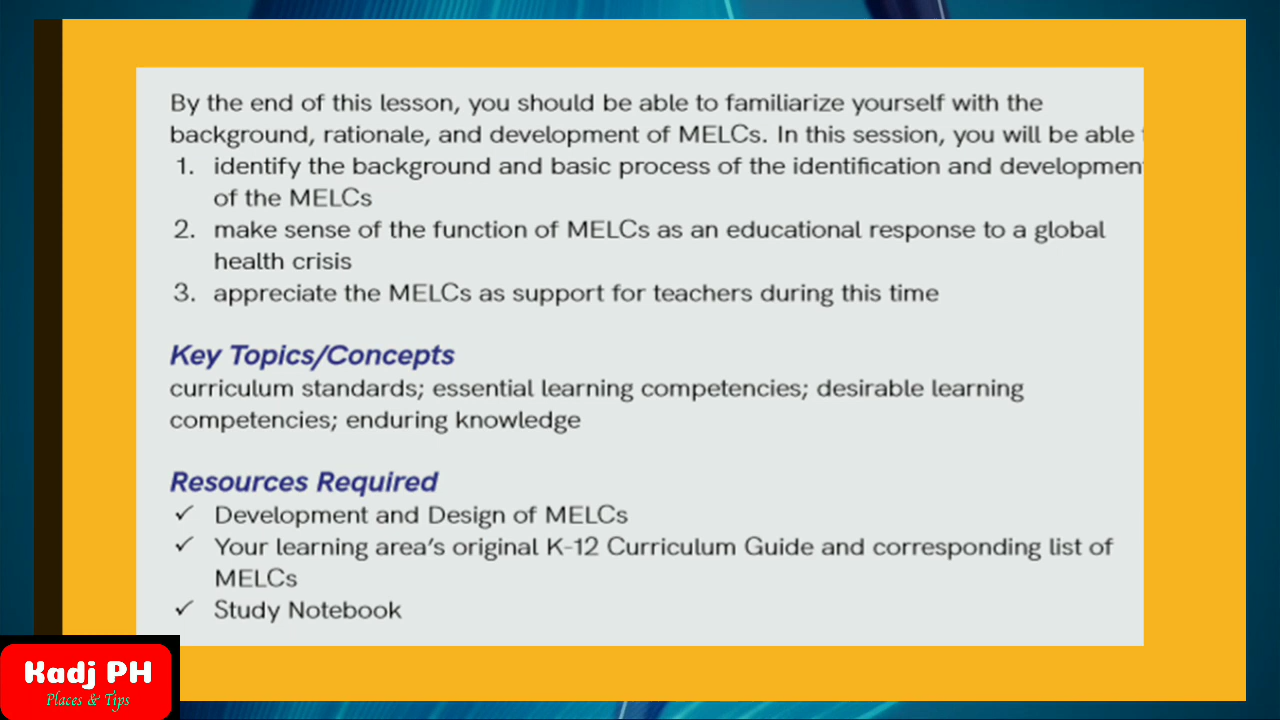 By the end of this lesson, you should be able to familiarize yourself with the
background, rationale, and development of MELCs. In this session, you will be able
1. identify the background and basic process of the identification and developmen
of the MELCs
2. make sense of the function of MELCs as an educational response to a global
health crisis
3. appreciate the MELCs as support for teachers during this time
Key Topics/Concepts
curriculum standards; essential learning competencies; desirable learning
competencies; enduring knowledge
Resources Required
✓ Development and Design of MELCs
✓ Your learning area's original K-12 Curriculum Guide and corresponding list of
MELCs
✓ Study Notebook
Kadj PH
Places & Tips